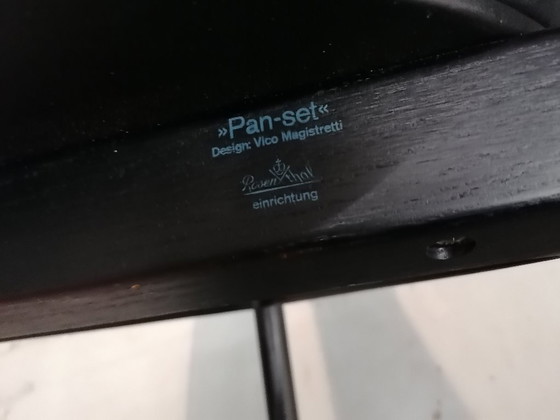 »Pan-set«
Design: Vico Magistretti
Rosenthal
einrichtung